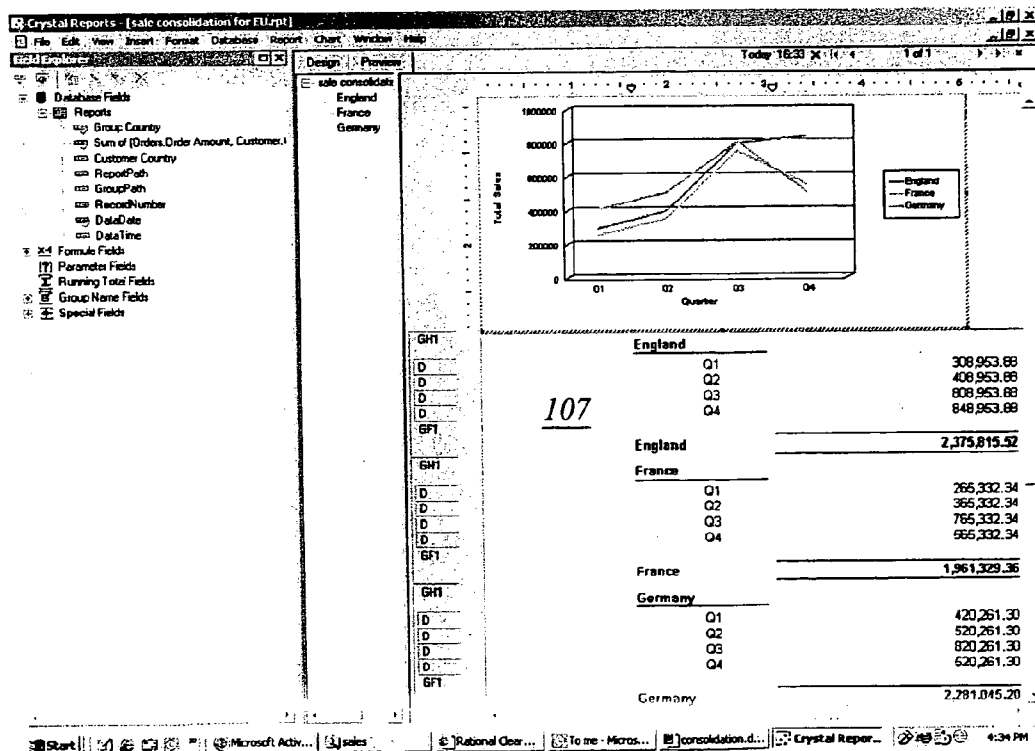 Crystal Reports - [sale consolidation for EU.rpt]
File Edit View Insert Format Database Report Chart Window Help
Field Explorer
Design Preview
Today 16:33
1 of 1
Database Fields
Reports
Group Country
Sum of (Orders.Order Amount, Customer.
Customer Country
ReportPath
GroupPath
RecordNumber
DataDate
DataTime
Formula Fields
Parameter Fields
Running Total Fields
Group Name Fields
Special Fields
sale consolidati
England
France
Germany
1000000
800000
600000
400000
200000
0
Total Sales
Q1 Q2 Q3 Q4
Quarter
England
France
Germany
107
GH1
England
D Q1 308,953.88
D Q2 408,953.88
D Q3 808,953.88
D Q4 848,953.88
GF1
England 2,375,815.52
GH1
France
D Q1 265,332.34
D Q2 365,332.34
D Q3 765,332.34
D Q4 565,332.34
GF1
France 1,961,329.36
GH1
Germany
D Q1 420,261.30
D Q2 520,261.30
D Q3 820,261.30
D Q4 520,261.30
GF1
Germany 2,281,045.20
Start Microsoft Activ... sales Rational Clear... To me - Micros... consolidation.d... Crystal Repor... 4:34 PM